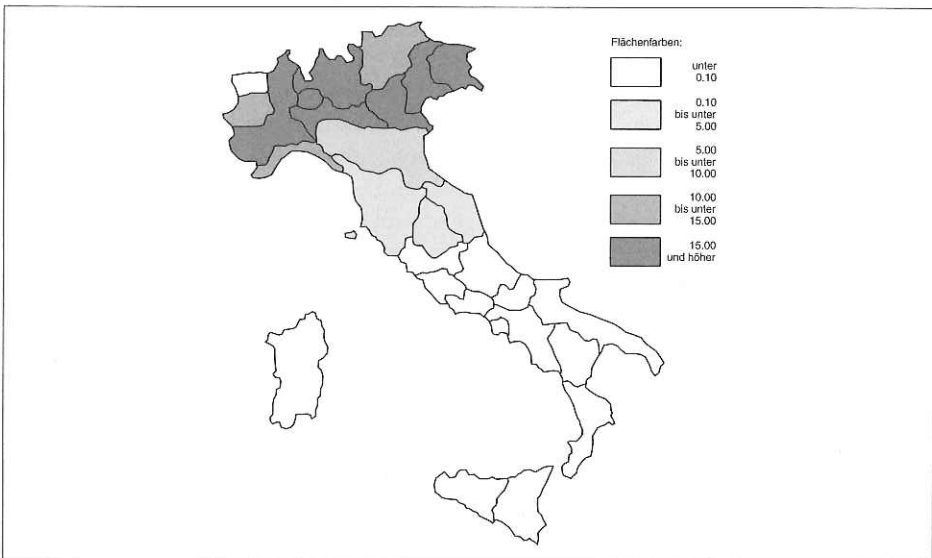 Flächenfarben:
unter
0.10
0.10
bis unter
5.00
5.00
bis unter
10.00
10.00
bis unter
15.00
15.00
und höher